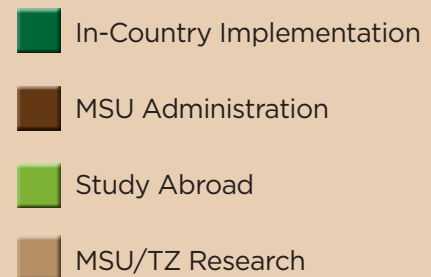 In-Country Implementation
MSU Administration
Study Abroad
MSU/TZ Research